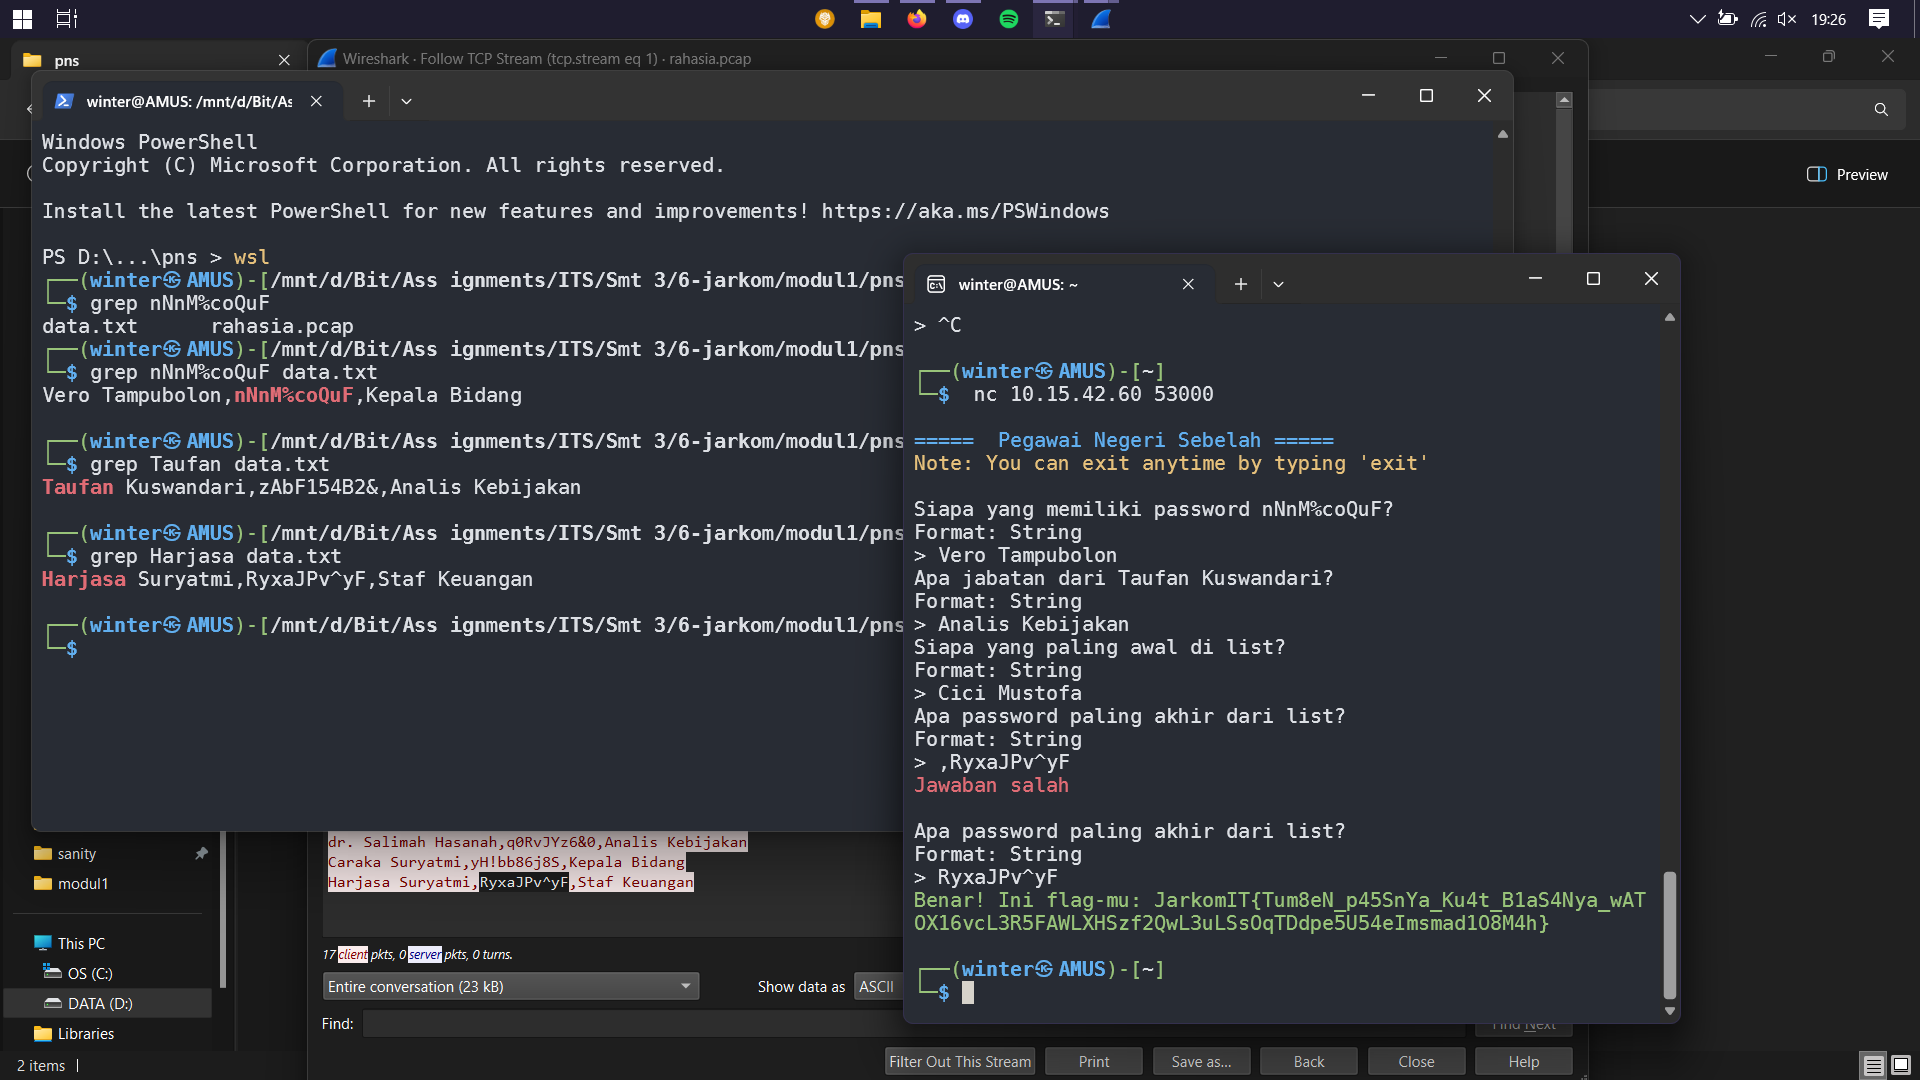 19:26
pns
Wireshark · Follow TCP Stream (tcp.stream eq 1) · rahasia.pcap
winter@AMUS: /mnt/d/Bit/As
Preview
Windows PowerShell
Copyright (C) Microsoft Corporation. All rights reserved.
Install the latest PowerShell for new features and improvements! https://aka.ms/PSWindows
PS D:\...\pns > wsl
┌──(winter㉿AMUS)-[/mnt/d/Bit/Ass ignments/ITS/Smt 3/6-jarkom/modul1/pns
└─$ grep nNnM%coQuF
data.txt      rahasia.pcap
┌──(winter㉿AMUS)-[/mnt/d/Bit/Ass ignments/ITS/Smt 3/6-jarkom/modul1/pns
└─$ grep nNnM%coQuF data.txt
Vero Tampubolon,nNnM%coQuF,Kepala Bidang
┌──(winter㉿AMUS)-[/mnt/d/Bit/Ass ignments/ITS/Smt 3/6-jarkom/modul1/pns
└─$ grep Taufan data.txt
Taufan Kuswandari,zAbF154B2&,Analis Kebijakan
┌──(winter㉿AMUS)-[/mnt/d/Bit/Ass ignments/ITS/Smt 3/6-jarkom/modul1/pns
└─$ grep Harjasa data.txt
Harjasa Suryatmi,RyxaJPv^yF,Staf Keuangan
┌──(winter㉿AMUS)-[/mnt/d/Bit/Ass ignments/ITS/Smt 3/6-jarkom/modul1/pns
└─$
winter@AMUS: ~
> ^C
┌──(winter㉿AMUS)-[~]
└─$  nc 10.15.42.60 53000
=====  Pegawai Negeri Sebelah =====
Note: You can exit anytime by typing 'exit'
Siapa yang memiliki password nNnM%coQuF?
Format: String
> Vero Tampubolon
Apa jabatan dari Taufan Kuswandari?
Format: String
> Analis Kebijakan
Siapa yang paling awal di list?
Format: String
> Cici Mustofa
Apa password paling akhir dari list?
Format: String
> ,RyxaJPv^yF
Jawaban salah
Apa password paling akhir dari list?
Format: String
> RyxaJPv^yF
Benar! Ini flag-mu: JarkomIT{Tum8eN_p45SnYa_Ku4t_B1aS4Nya_wAT
OX16vcL3R5FAWLXHSzf2QwL3uLSsOqTDdpe5U54eImsmad1O8M4h}
┌──(winter㉿AMUS)-[~]
└─$
dr. Salimah Hasanah,q0RvJYz6&0,Analis Kebijakan
Caraka Suryatmi,yH!bb86j8S,Kepala Bidang
Harjasa Suryatmi,RyxaJPv^yF,Staf Keuangan
17 client pkts, 0 server pkts, 0 turns.
Entire conversation (23 kB)
Show data as ASCII
Find:
Find Next
Filter Out This Stream
Print
Save as...
Back
Close
Help
sanity
modul1
This PC
OS (C:)
DATA (D:)
Libraries
2 items